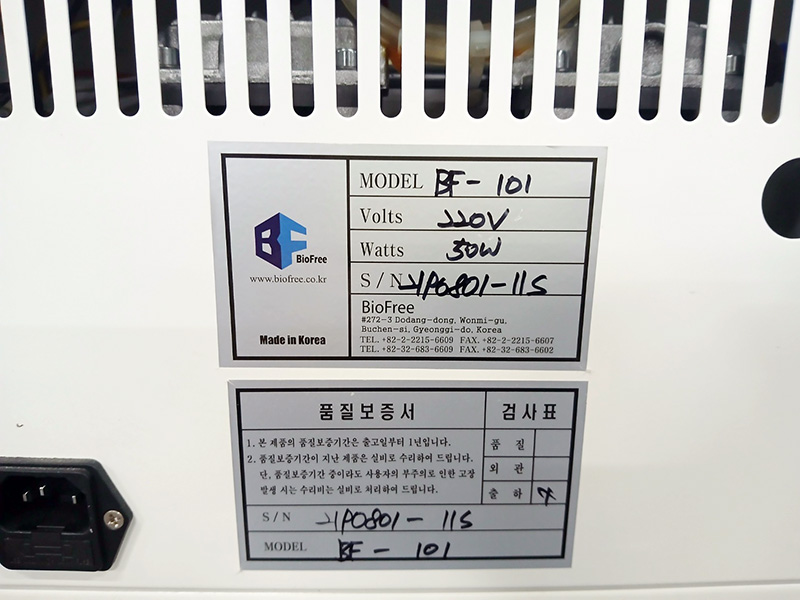 MODEL BF-101
Volts 220V
Watts 50W
S/N
BF
BioFree
www.biofree.co.kr
Made in Korea
BioFree
#272-3 Dodang-dong, Wonmi-gu,
Buchen-si, Gyeonggi-do, Korea
TEL. +82-2-2215-6609 FAX. +82-2-2215-6607
TEL. +82-32-683-6609 FAX. +82-32-683-6602
품질보증서
검사표
1. 본 제품의 품질보증기간은 출고일부터 1년입니다.
2. 품질보증기간이 지난 제품은 실비로 수리하여 드립니다.
단, 품질보증기간 중이라도 사용자의 부주의로 인한 고장
발생 시는 수리비는 실비로 처리하여 드립니다.
품질
외관
출하
S/N
MODEL BF-101